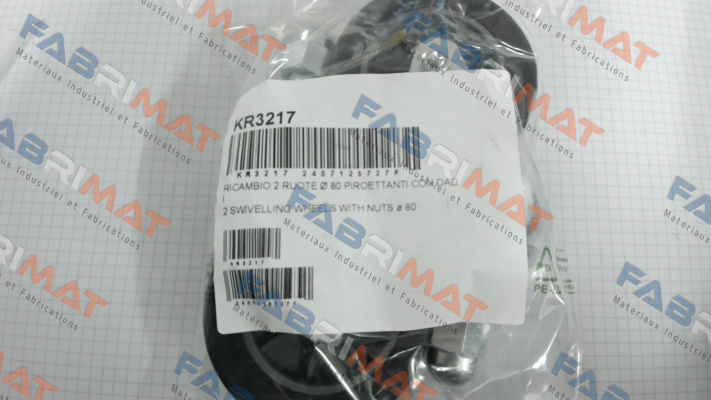 KR3217
KR3217 2407125727F
RICAMBIO 2 RUOTE Ø 80 PIROETTANTI CON DAD
I
2 SWIVELLING WHEELS WITH NUTS ø 80
KR3217
FABRIMAT
Materiaux Industriel et Fabrications